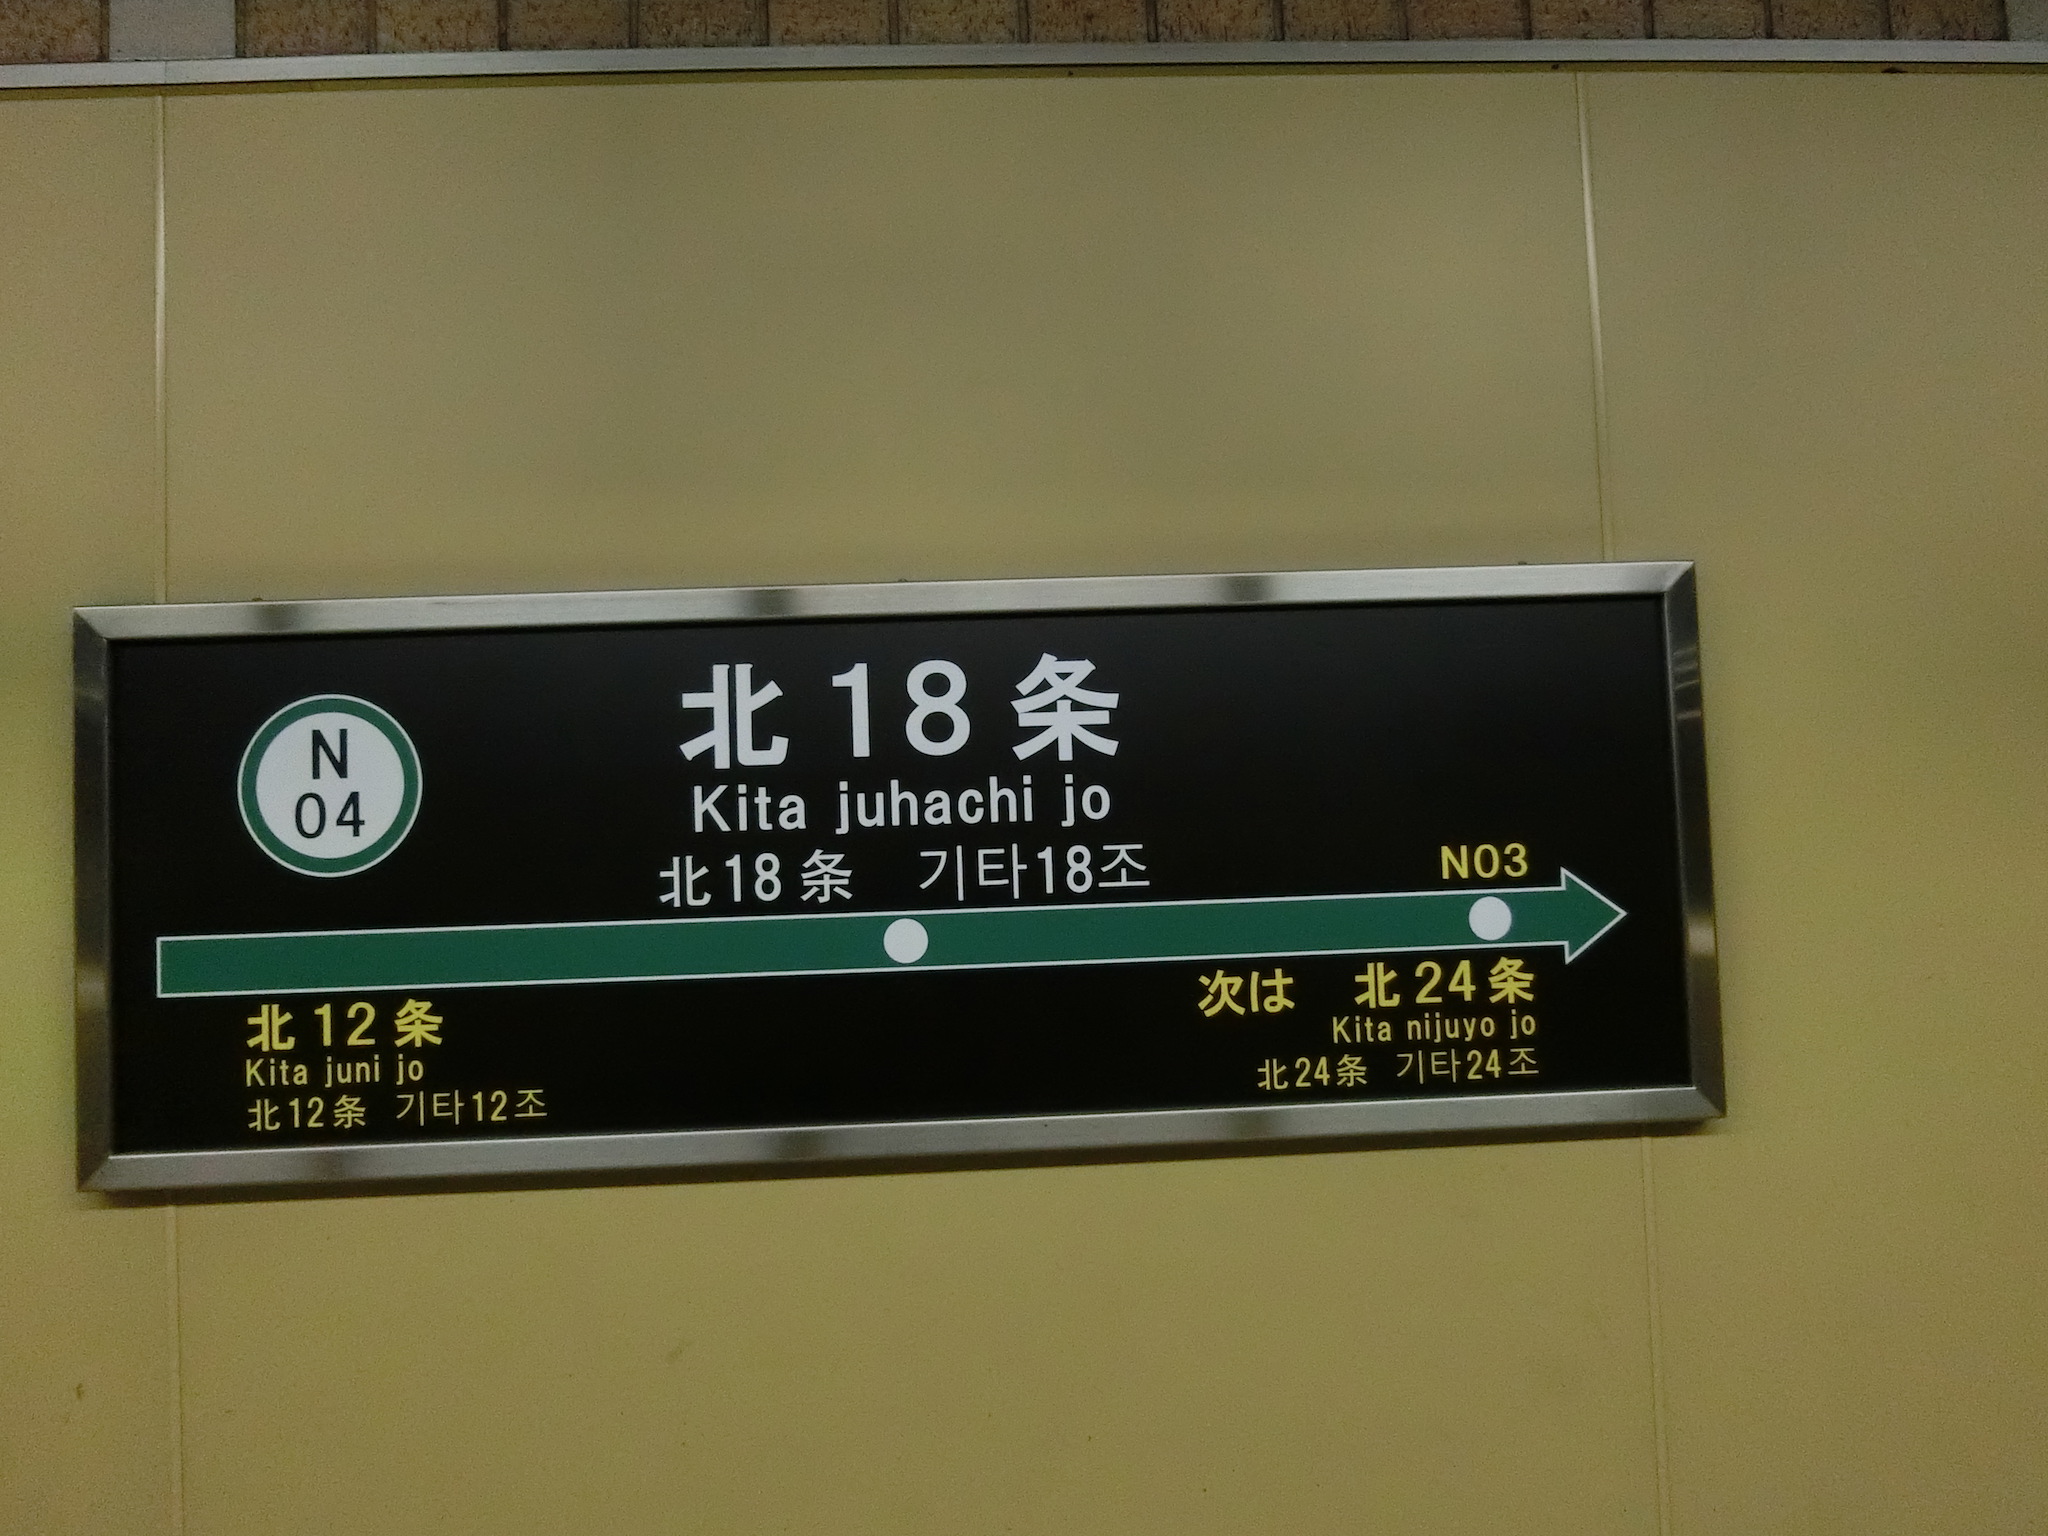 N
04
北18条
Kita juhachi jo
北18条 기타18조
N03
北12条
Kita juni jo
北12条 기타12조
次は 北24条
Kita nijuyo jo
北24条 기타24조